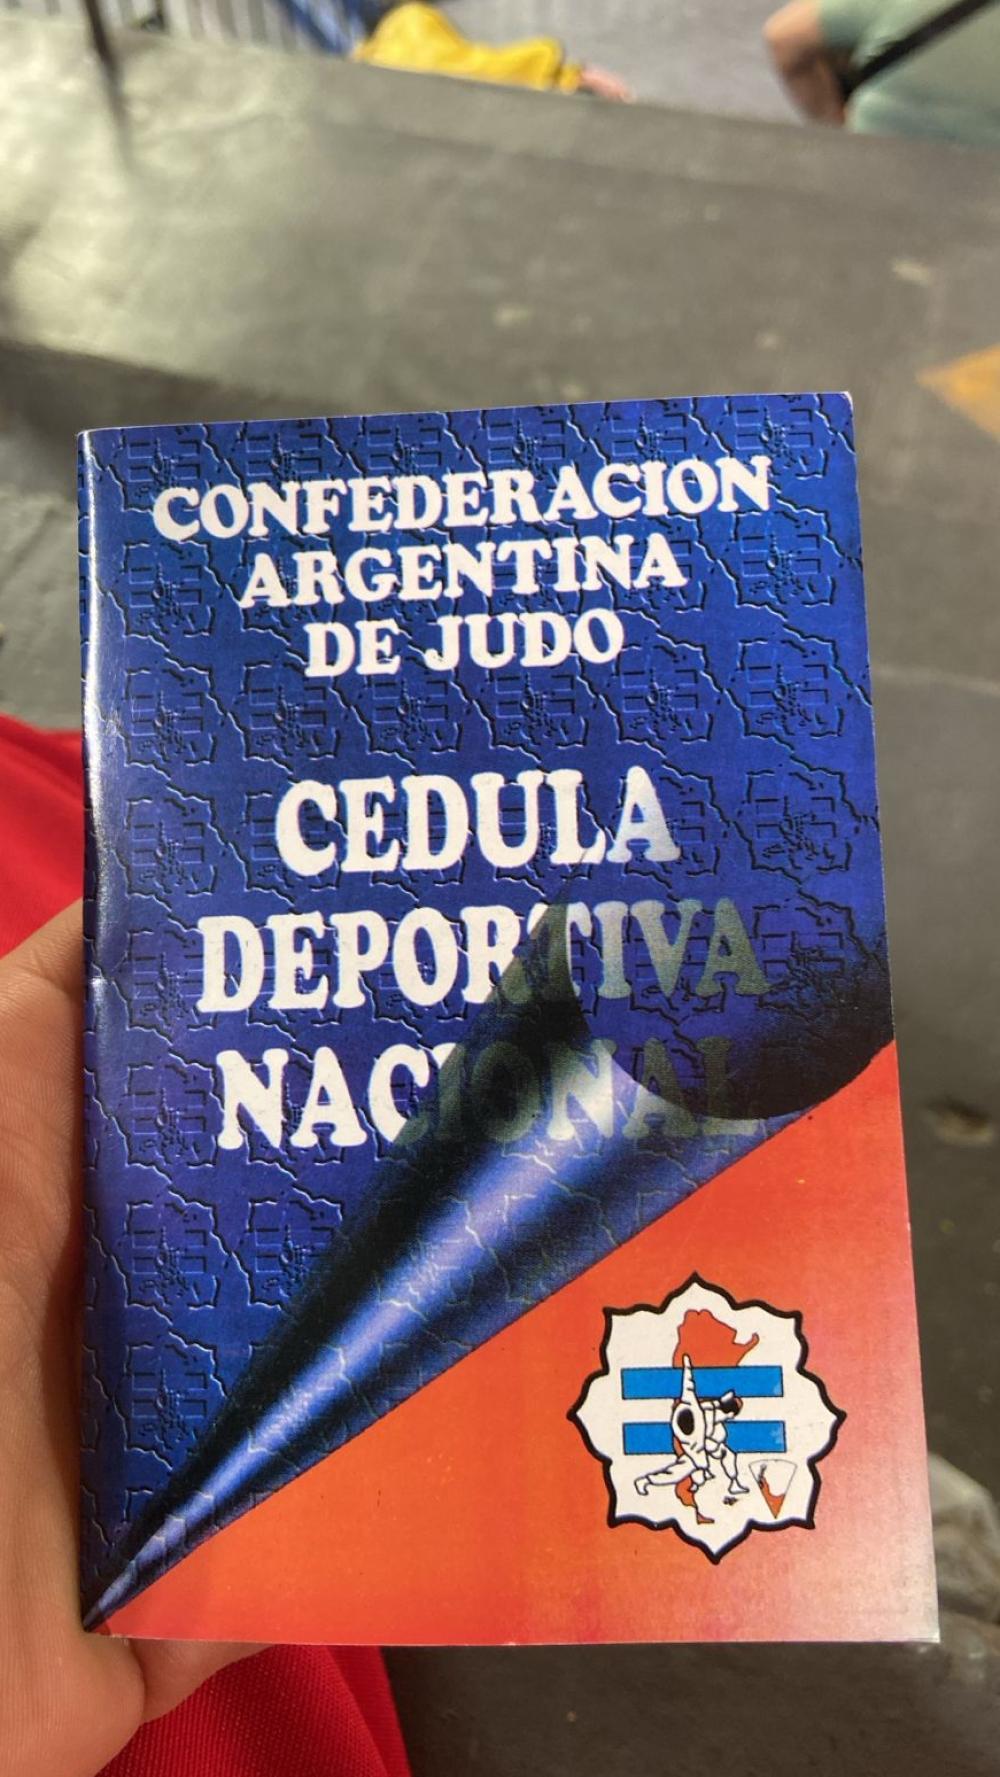 CONFEDERACION
ARGENTINA
DE JUDO
CEDULA
DEPORTIVA
NACIONAL